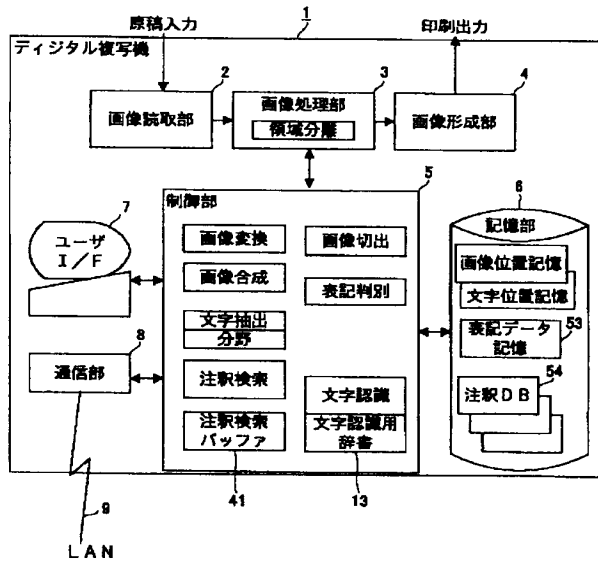 原稿入力
1
印刷出力
ディジタル複写機
2
3
4
画像読取部
画像処理部
領域分離
画像形成部
5
6
7
制御部
記憶部
ユーザ
I/F
画像変換
画像切出
画像位置記憶
画像合成
表記判別
文字位置記憶
8
文字抽出
分野
表記データ
記憶
53
通信部
注釈検索
文字認識
54
注釈DB
注釈検索
バッファ
文字認識用
辞書
41
13
9
LAN